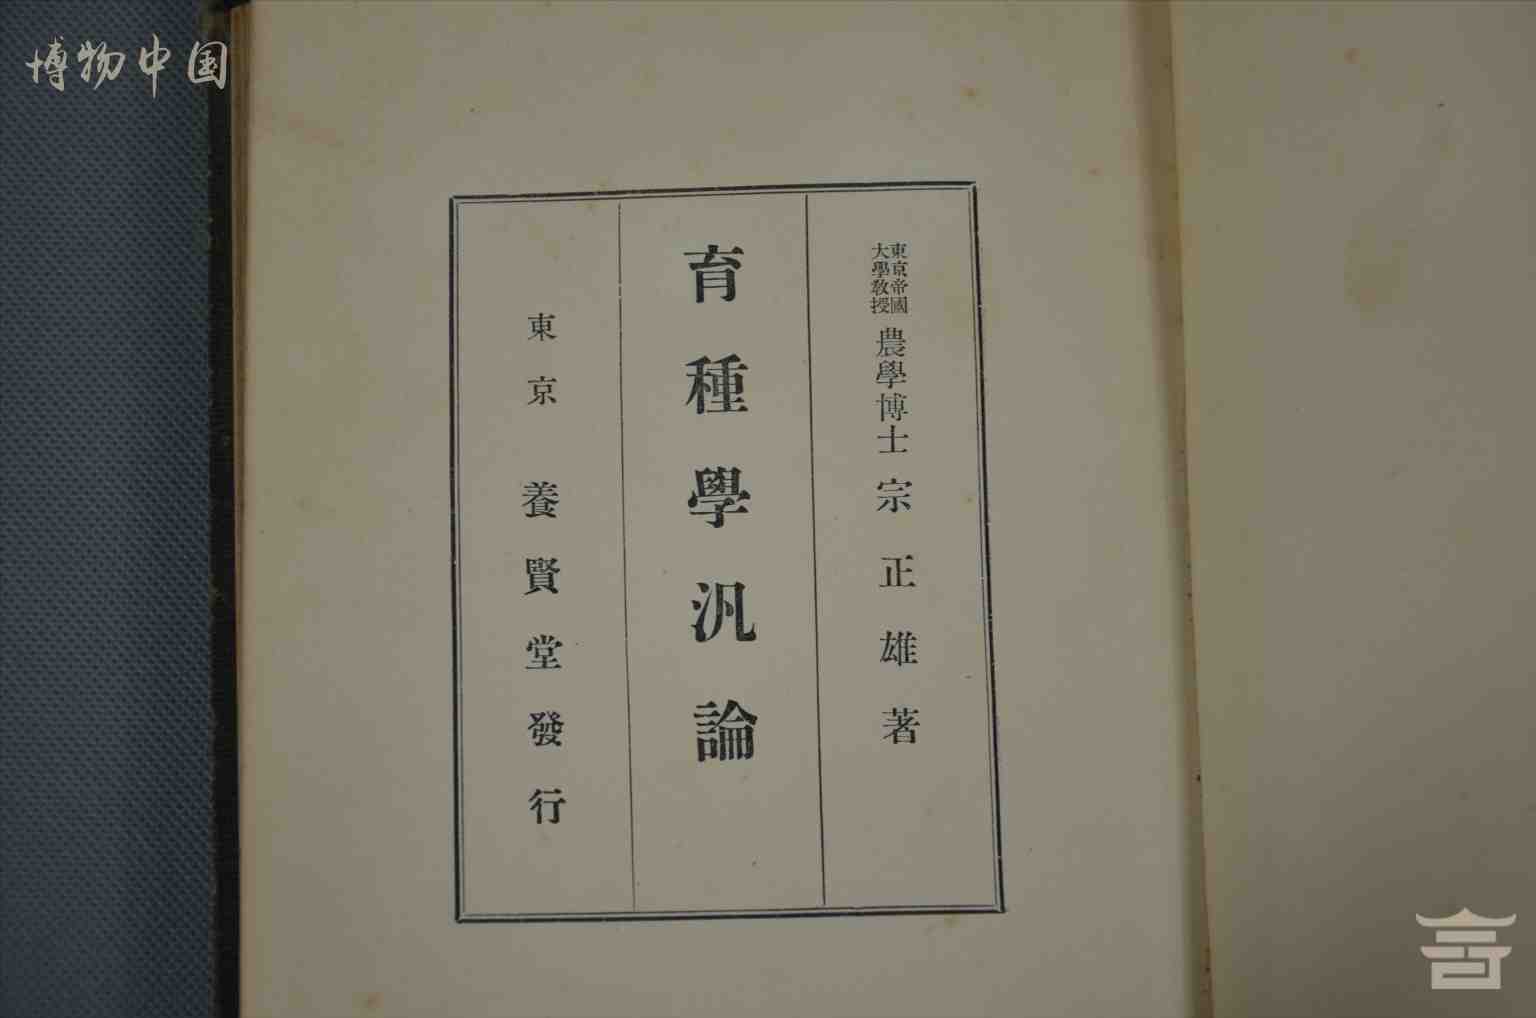 博物中国
東京帝國大學教授 農學博士 宗正雄著
育種學汎論
東京 養賢堂發行